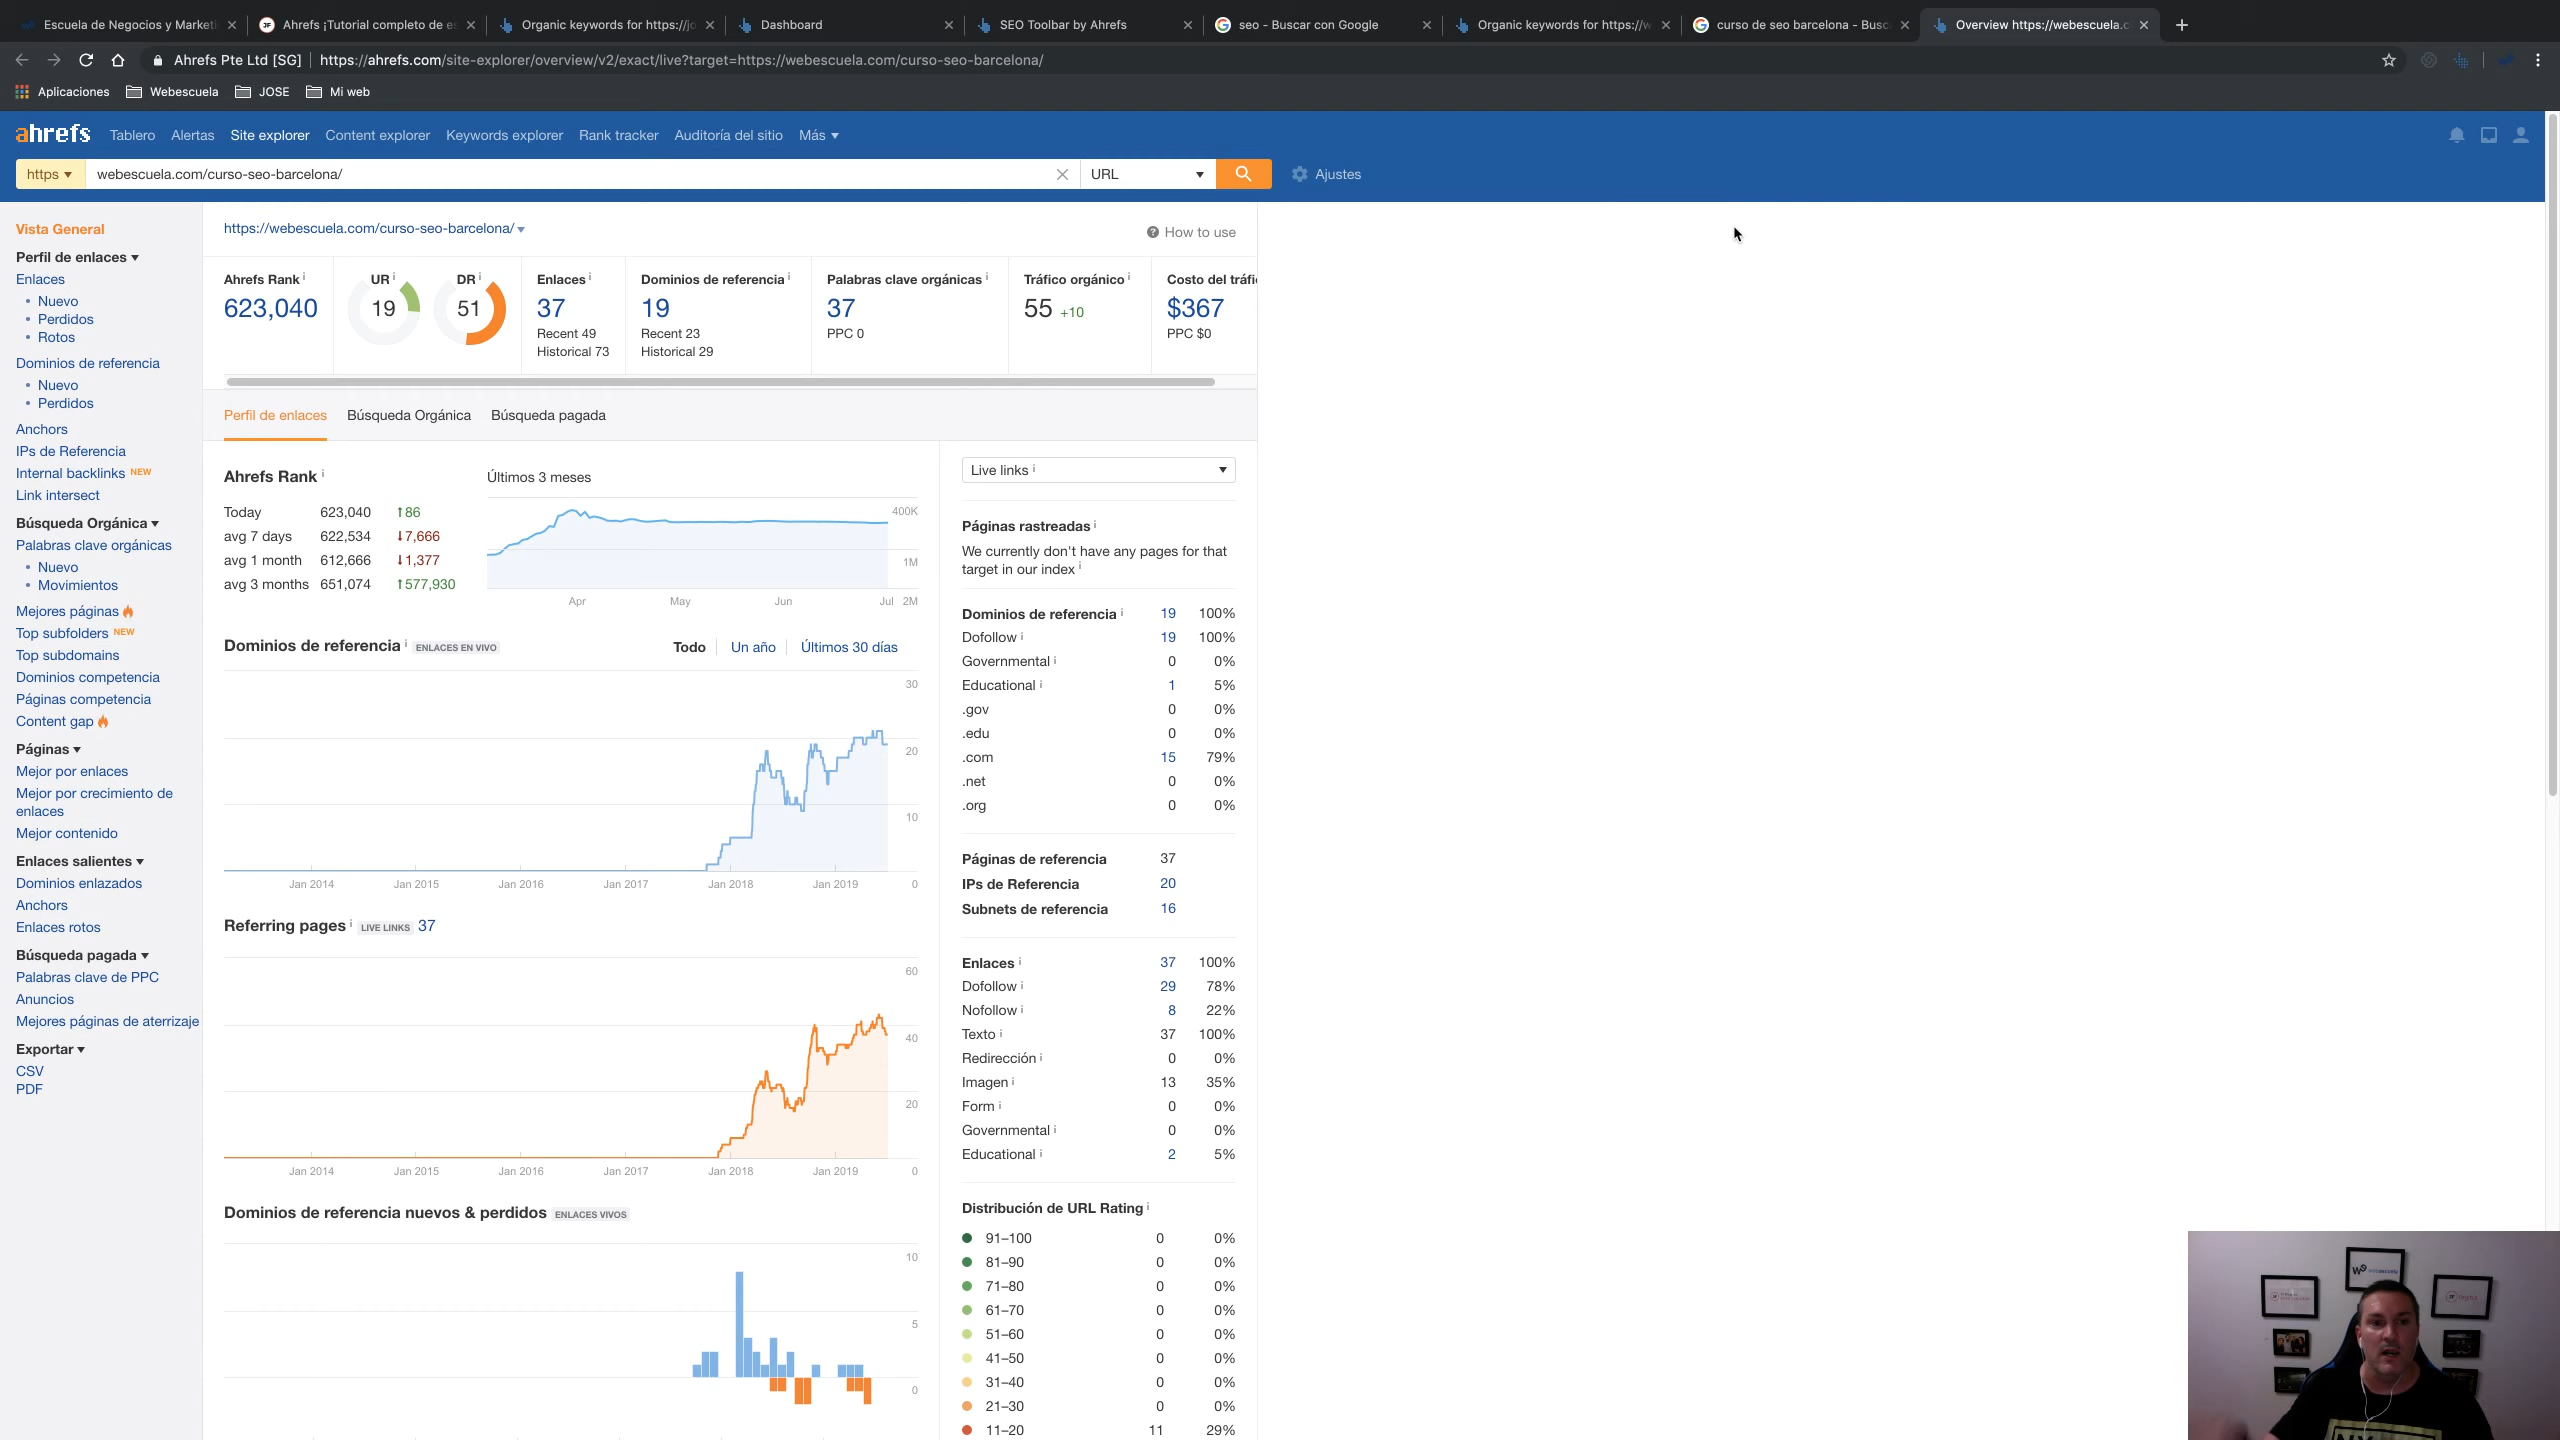 Escuela de Negocios y Marketi
Ahrefs ¡Tutorial completo de es
Organic keywords for https://jo
Dashboard
SEO Toolbar by Ahrefs
seo - Buscar con Google
Organic keywords for https://w
curso de seo barcelona - Busc
Overview https://webescuela.c
Ahrefs Pte Ltd [SG] | https://ahrefs.com/site-explorer/overview/v2/exact/live?target=https://webescuela.com/curso-seo-barcelona/
Aplicaciones Webescuela JOSE Mi web
ahrefs Tablero Alertas Site explorer Content explorer Keywords explorer Rank tracker Auditoría del sitio Más
https webescuela.com/curso-seo-barcelona/ URL Ajustes
Vista General
Perfil de enlaces
Enlaces
• Nuevo
• Perdidos
• Rotos
Dominios de referencia
• Nuevo
• Perdidos
Anchors
IPs de Referencia
Internal backlinks NEW
Link intersect
Búsqueda Orgánica
Palabras clave orgánicas
• Nuevo
• Movimientos
Mejores páginas
Top subfolders NEW
Top subdomains
Dominios competencia
Páginas competencia
Content gap
Páginas
Mejor por enlaces
Mejor por crecimiento de
enlaces
Mejor contenido
Enlaces salientes
Dominios enlazados
Anchors
Enlaces rotos
Búsqueda pagada
Palabras clave de PPC
Anuncios
Mejores páginas de aterrizaje
Exportar
CSV
PDF
https://webescuela.com/curso-seo-barcelona/
How to use
Ahrefs Rank i
623,040
UR i
19
DR i
51
Enlaces i
37
Recent 49
Historical 73
Dominios de referencia i
19
Recent 23
Historical 29
Palabras clave orgánicas i
37
PPC 0
Tráfico orgánico i
55 +10
Costo del tráfi
$367
PPC $0
Perfil de enlaces Búsqueda Orgánica Búsqueda pagada
Ahrefs Rank i
Today 623,040 ↑86
avg 7 days 622,534 ↓7,666
avg 1 month 612,666 ↓1,377
avg 3 months 651,074 ↑577,930
Últimos 3 meses
400K
1M
Apr May Jun Jul 2M
Dominios de referencia i ENLACES EN VIVO Todo Un año Últimos 30 días
30
20
10
Jan 2014 Jan 2015 Jan 2016 Jan 2017 Jan 2018 Jan 2019 0
Referring pages i LIVE LINKS 37
60
40
20
Jan 2014 Jan 2015 Jan 2016 Jan 2017 Jan 2018 Jan 2019 0
Dominios de referencia nuevos & perdidos ENLACES VIVOS
10
5
0
Live links i
Páginas rastreadas i
We currently don't have any pages for that
target in our index i
Dominios de referencia i 19 100%
Dofollow i 19 100%
Governmental i 0 0%
Educational i 1 5%
.gov 0 0%
.edu 0 0%
.com 15 79%
.net 0 0%
.org 0 0%
Páginas de referencia 37
IPs de Referencia 20
Subnets de referencia 16
Enlaces i 37 100%
Dofollow i 29 78%
Nofollow i 8 22%
Texto i 37 100%
Redirección i 0 0%
Imagen i 13 35%
Form i 0 0%
Governmental i 0 0%
Educational i 2 5%
Distribución de URL Rating i
91–100 0 0%
81–90 0 0%
71–80 0 0%
61–70 0 0%
51–60 0 0%
41–50 0 0%
31–40 0 0%
21–30 0 0%
11–20 11 29%